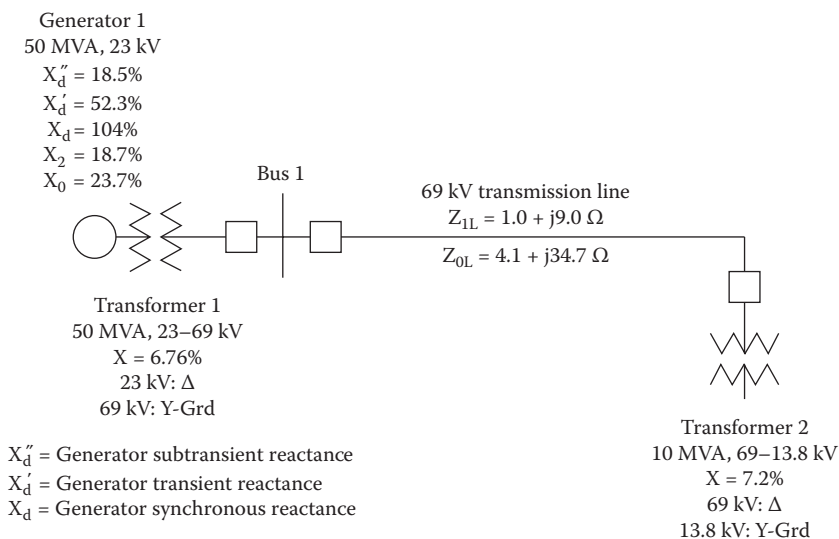 Generator 1
50 MVA, 23 kV
X″d = 18.5%
X′d = 52.3%
Xd = 104%
X2 = 18.7%
X0 = 23.7%
Bus 1
69 kV transmission line
Z1L = 1.0 + j9.0 Ω
Z0L = 4.1 + j34.7 Ω
Transformer 1
50 MVA, 23–69 kV
X = 6.76%
23 kV: Δ
69 kV: Y-Grd
Transformer 2
10 MVA, 69–13.8 kV
X = 7.2%
69 kV: Δ
13.8 kV: Y-Grd
X″d = Generator subtransient reactance
X′d = Generator transient reactance
Xd = Generator synchronous reactance